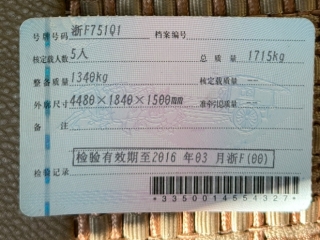 号牌号码 浙F751Q1 档案编号
核定载人数 5人 总质量 1715kg
整备质量 1340kg 核定载质量 --
外廓尺寸 4480×1840×1500mm 准牵引总质量 --
备注
检验有效期至2016 年 03 月浙F(00)
检验记录
*3350014554327*